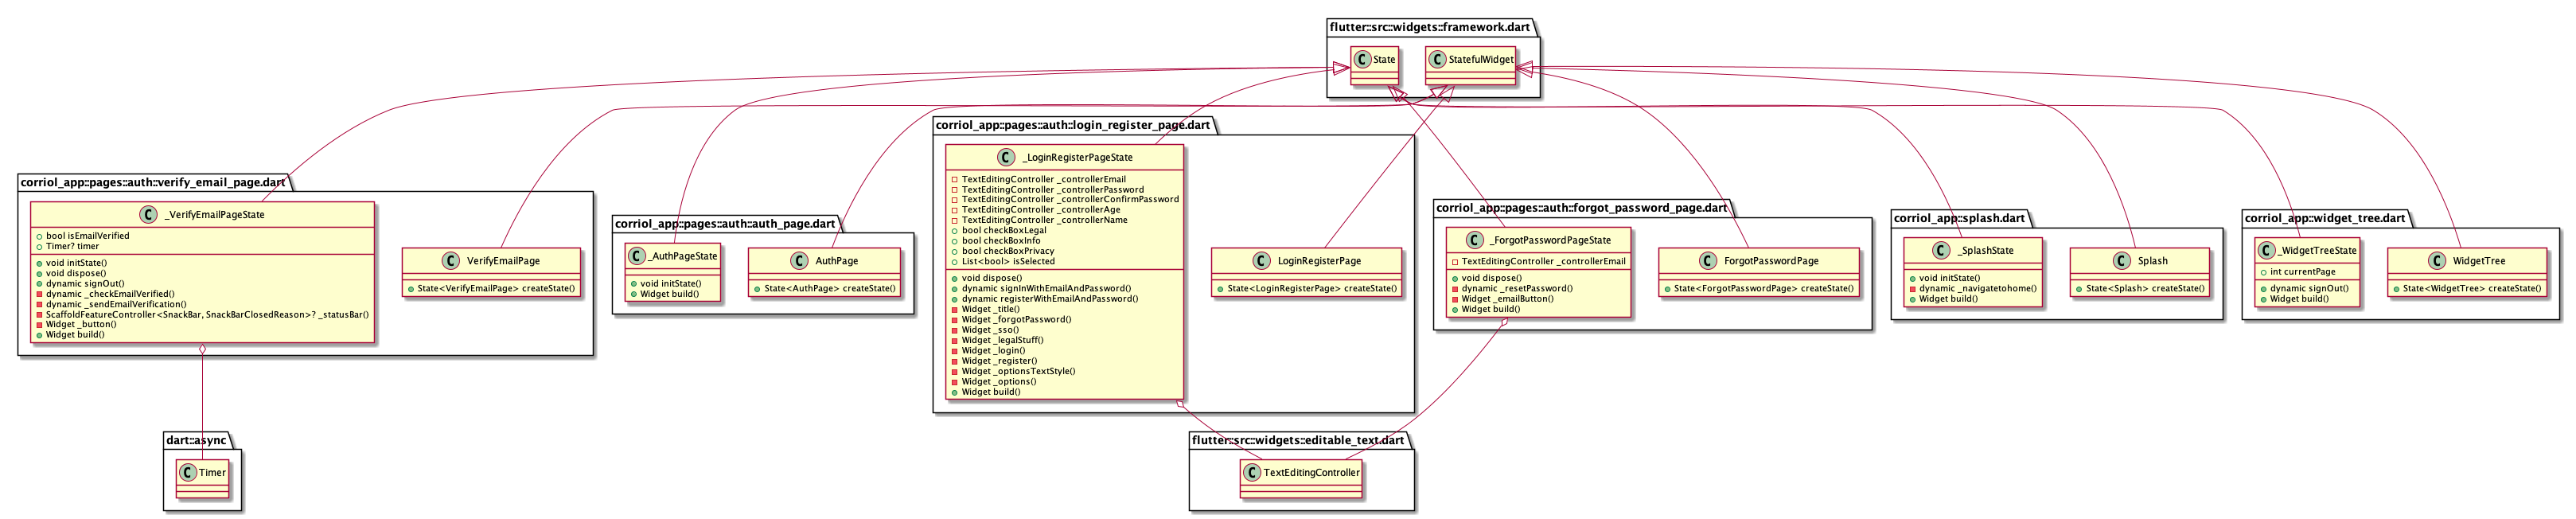 flutter::src::widgets::framework.dart
C State
C StatefulWidget
corriol_app::pages::auth::login_register_page.dart
C _LoginRegisterPageState
TextEditingController _controllerEmail
TextEditingController _controllerPassword
TextEditingController _controllerConfirmPassword
TextEditingController _controllerAge
TextEditingController _controllerName
bool checkBoxLegal
bool checkBoxInfo
bool checkBoxPrivacy
List<bool> isSelected
void dispose()
dynamic signInWithEmailAndPassword()
dynamic registerWithEmailAndPassword()
Widget _title()
Widget _forgotPassword()
Widget _sso()
Widget _legalStuff()
Widget _login()
Widget _register()
Widget _optionsTextStyle()
Widget _options()
Widget build()
C LoginRegisterPage
State<LoginRegisterPage> createState()
corriol_app::pages::auth::verify_email_page.dart
C _VerifyEmailPageState
bool isEmailVerified
Timer? timer
void initState()
void dispose()
dynamic signOut()
dynamic _checkEmailVerified()
dynamic _sendEmailVerification()
ScaffoldFeatureController<SnackBar, SnackBarClosedReason>? _statusBar()
Widget _button()
Widget build()
C VerifyEmailPage
State<VerifyEmailPage> createState()
corriol_app::pages::auth::auth_page.dart
C _AuthPageState
void initState()
Widget build()
C AuthPage
State<AuthPage> createState()
corriol_app::pages::auth::forgot_password_page.dart
C _ForgotPasswordPageState
TextEditingController _controllerEmail
void dispose()
dynamic _resetPassword()
Widget _emailButton()
Widget build()
C ForgotPasswordPage
State<ForgotPasswordPage> createState()
corriol_app::splash.dart
C _SplashState
void initState()
dynamic _navigatetohome()
Widget build()
C Splash
State<Splash> createState()
corriol_app::widget_tree.dart
C _WidgetTreeState
int currentPage
dynamic signOut()
Widget build()
C WidgetTree
State<WidgetTree> createState()
dart::async
C Timer
flutter::src::widgets::editable_text.dart
C TextEditingController